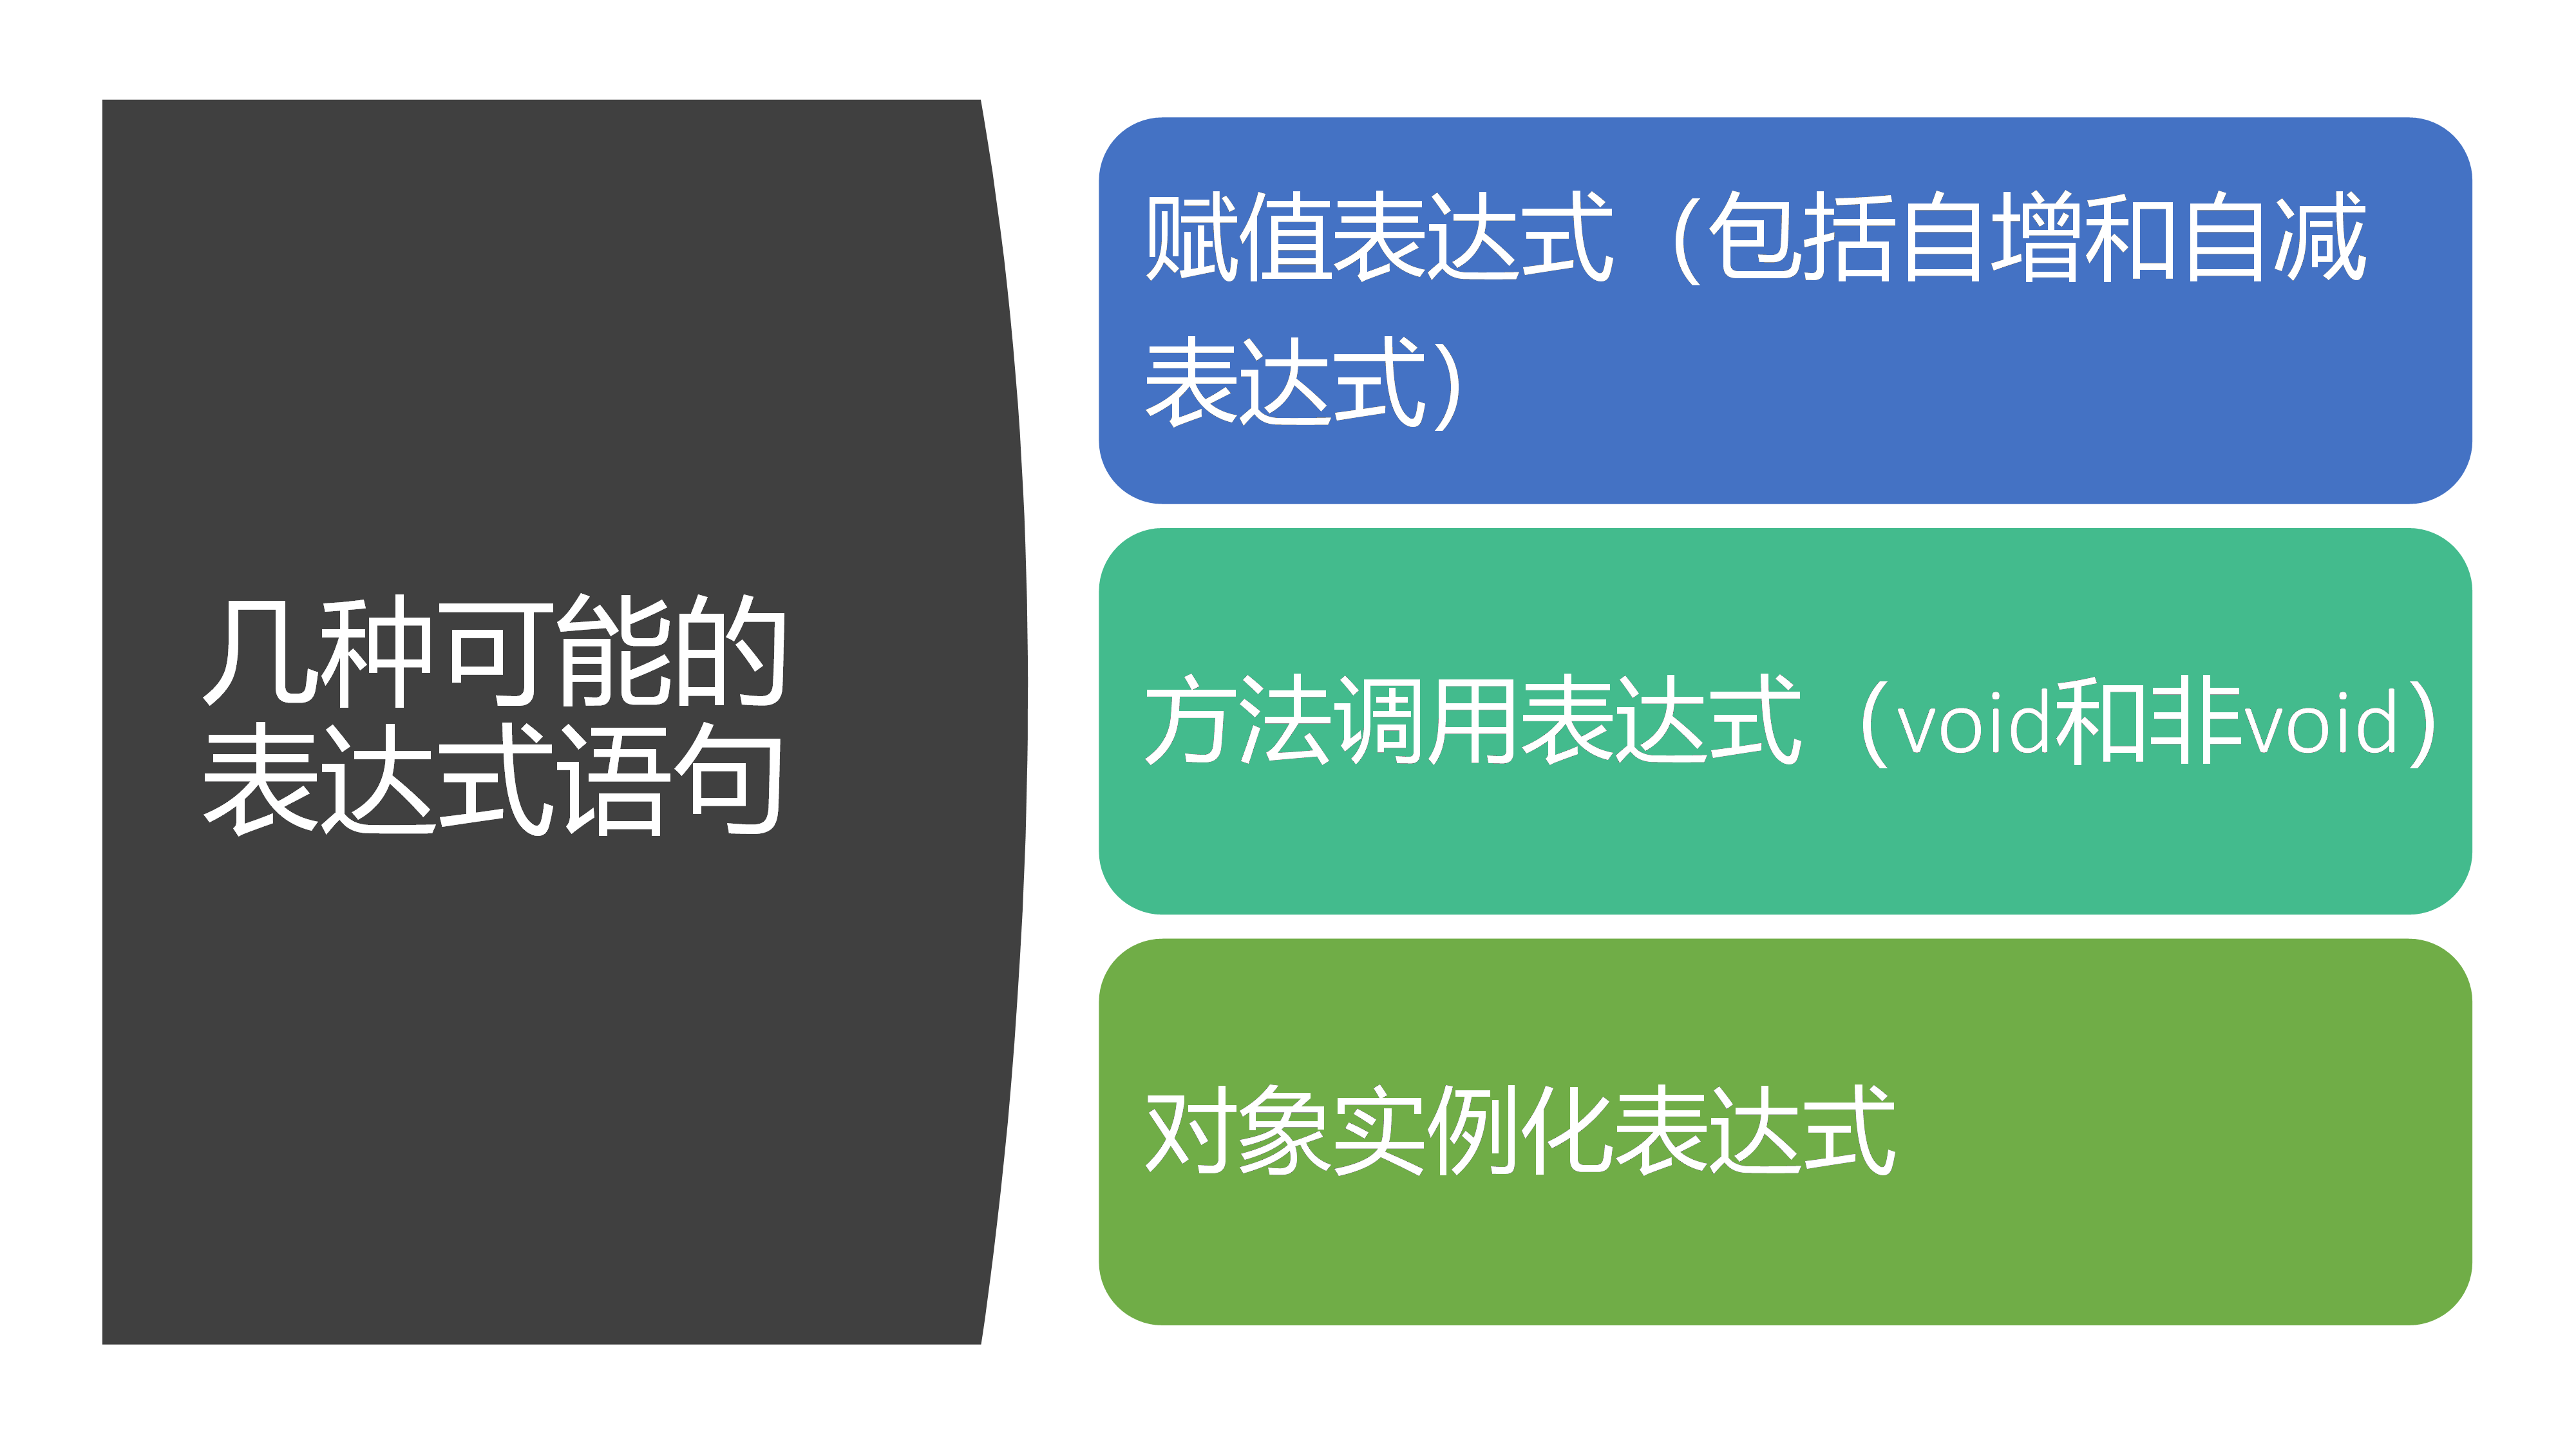 几种可能的
表达式语句
赋值表达式（包括自增和自减
表达式）
方法调用表达式（void和非void）
对象实例化表达式